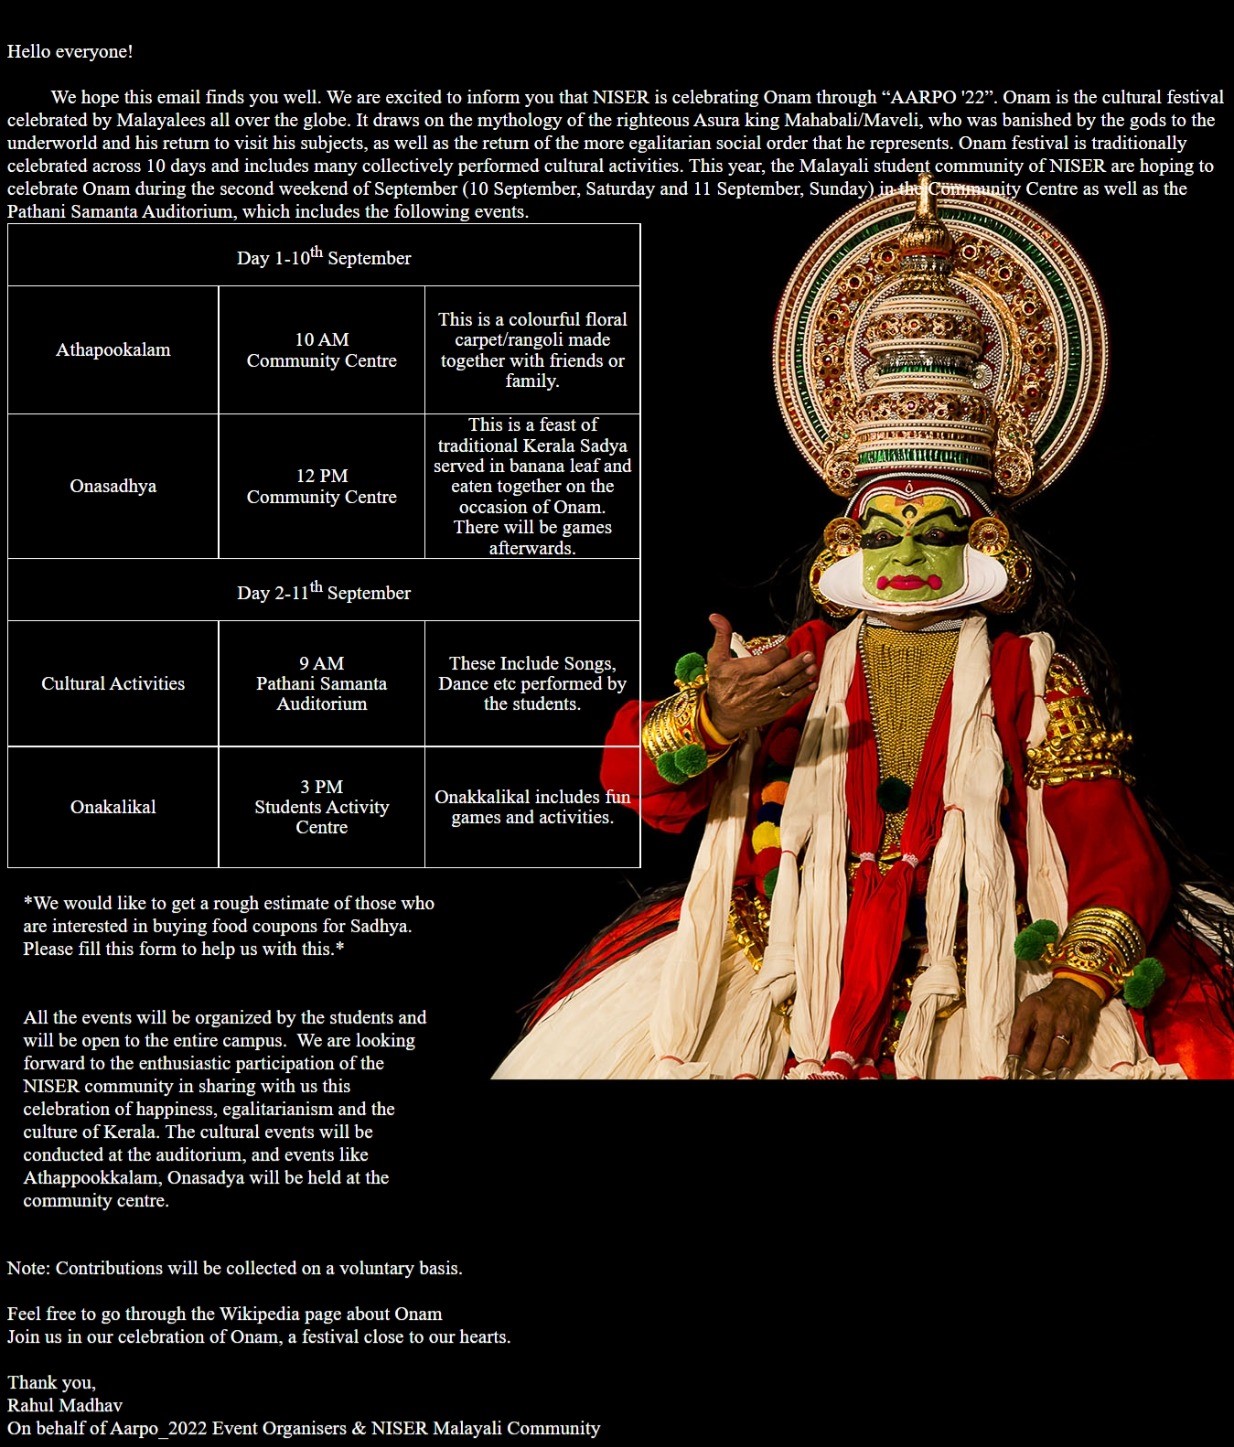 Hello everyone!
We hope this email finds you well. We are excited to inform you that NISER is celebrating Onam through “AARPO '22”. Onam is the cultural festival
celebrated by Malayalees all over the globe. It draws on the mythology of the righteous Asura king Mahabali/Maveli, who was banished by the gods to the
underworld and his return to visit his subjects, as well as the return of the more egalitarian social order that he represents. Onam festival is traditionally
celebrated across 10 days and includes many collectively performed cultural activities. This year, the Malayali student community of NISER are hoping to
celebrate Onam during the second weekend of September (10 September, Saturday and 11 September, Sunday) in the Community Centre as well as the
Pathani Samanta Auditorium, which includes the following events.
Day 1-10th September
Athapookalam
10 AM
Community Centre
This is a colourful floral
carpet/rangoli made
together with friends or
family.
Onasadhya
12 PM
Community Centre
This is a feast of
traditional Kerala Sadya
served in banana leaf and
eaten together on the
occasion of Onam.
There will be games
afterwards.
Day 2-11th September
Cultural Activities
9 AM
Pathani Samanta
Auditorium
These Include Songs,
Dance etc performed by
the students.
Onakalikal
3 PM
Students Activity
Centre
Onakkalikal includes fun
games and activities.
*We would like to get a rough estimate of those who
are interested in buying food coupons for Sadhya.
Please fill this form to help us with this.*
All the events will be organized by the students and
will be open to the entire campus.  We are looking
forward to the enthusiastic participation of the
NISER community in sharing with us this
celebration of happiness, egalitarianism and the
culture of Kerala. The cultural events will be
conducted at the auditorium, and events like
Athappookkalam, Onasadya will be held at the
community centre.
Note: Contributions will be collected on a voluntary basis.
Feel free to go through the Wikipedia page about Onam
Join us in our celebration of Onam, a festival close to our hearts.
Thank you,
Rahul Madhav
On behalf of Aarpo_2022 Event Organisers & NISER Malayali Community